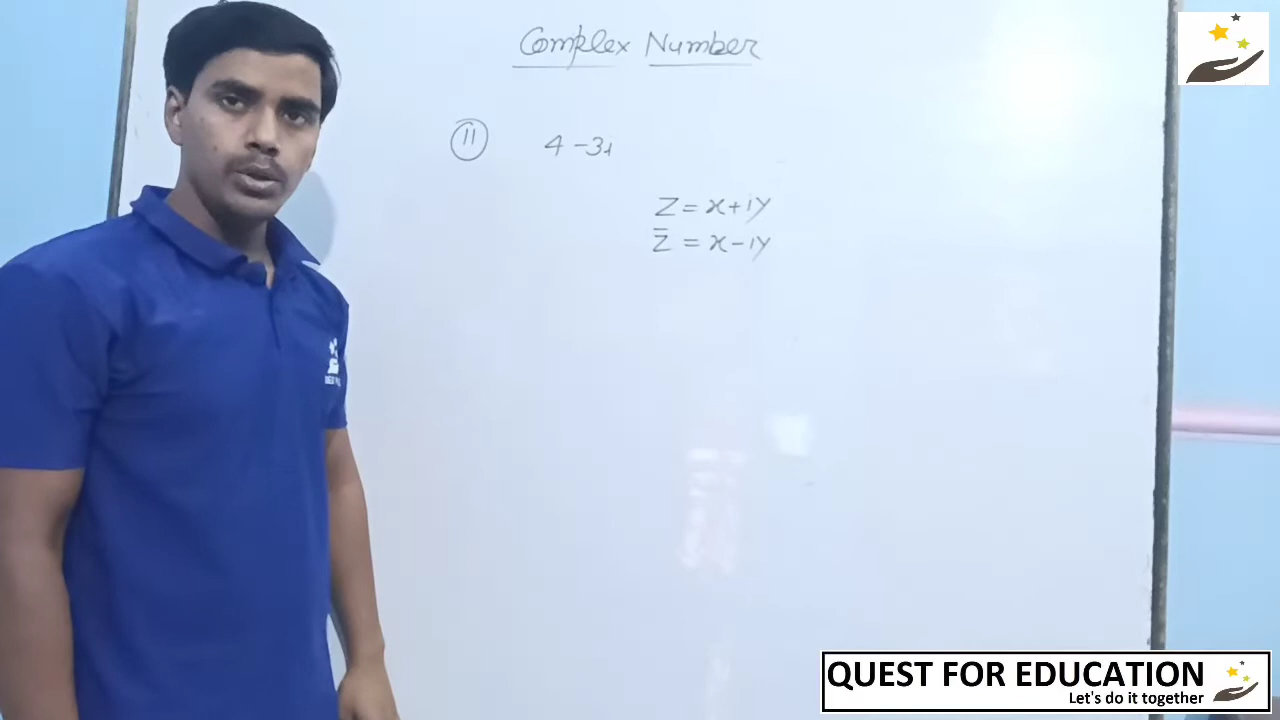 Complex Number
11 4 -3i
Z = x+iy
z̅ = x-iy
QUEST FOR EDUCATION
Let's do it together